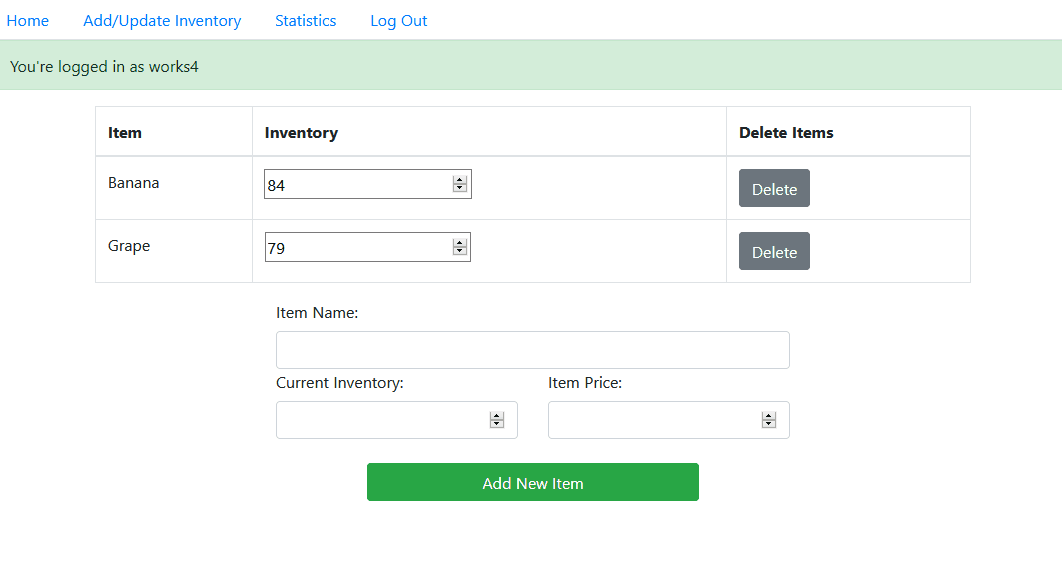 Home Add/Update Inventory Statistics Log Out
You're logged in as works4
Item Inventory Delete Items
Banana 84 Delete
Grape 79 Delete
Item Name:
Current Inventory: Item Price:
Add New Item